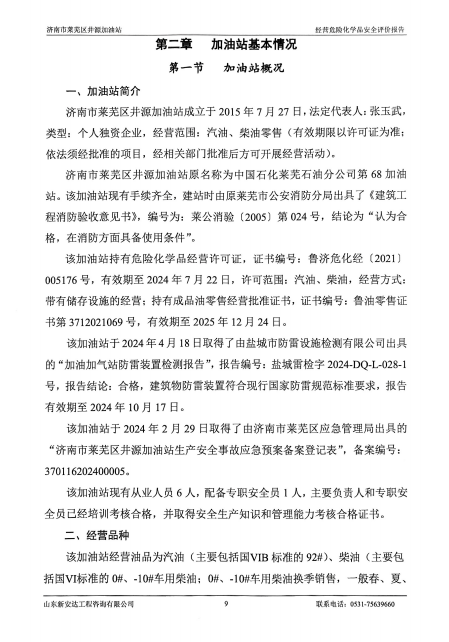 济南市莱芜区井源加油站 经营危险化学品安全评价报告
第二章 加油站基本情况
第一节 加油站概况
一、加油站简介
济南市莱芜区井源加油站成立于 2015 年 7 月 27 日，法定代表人：张玉武，
类型：个人独资企业，经营范围：汽油、柴油零售（有效期限以许可证为准；
依法须经批准的项目，经相关部门批准后方可开展经营活动）。
济南市莱芜区井源加油站原名称为中国石化莱芜石油分公司第 68 加油
站。该加油站现有手续齐全，建站时由原莱芜市公安消防分局出具了《建筑工
程消防验收意见书》，编号为：莱公消验〔2005〕第 024 号，结论为“认为合
格，在消防方面具备使用条件”。
该加油站持有危险化学品经营许可证，证书编号：鲁济危化经〔2021〕
005176 号，有效期至 2024 年 7 月 22 日，许可范围：汽油、柴油，经营方式：
带有储存设施的经营；持有成品油零售经营批准证书，证书编号：鲁油零售证
书第 3712021069 号，有效期至 2025 年 12 月 24 日。
该加油站于 2024 年 4 月 18 日取得了由盐城市防雷设施检测有限公司出具
的“加油加气站防雷装置检测报告”，报告编号：盐城雷检字 2024-DQ-L-028-1
号，报告结论：合格，建筑物防雷装置符合现行国家防雷规范标准要求，报告
有效期至 2024 年 10 月 17 日。
该加油站于 2024 年 2 月 29 日取得了由济南市莱芜区应急管理局出具的
“济南市莱芜区井源加油站生产安全事故应急预案备案登记表”，备案编号：
370116202400005。
该加油站现有从业人员 6 人，配备专职安全员 1 人，主要负责人和专职安
全员已经培训考核合格，并取得安全生产知识和管理能力考核合格证书。
二、经营品种
该加油站经营油品为汽油（主要包括国ⅥB 标准的 92#）、柴油（主要包
括国Ⅵ标准的 0#、-10#车用柴油；0#、-10#车用柴油换季销售，一般春、夏、
山东新安达工程咨询有限公司 9 联系电话：0531-75639660